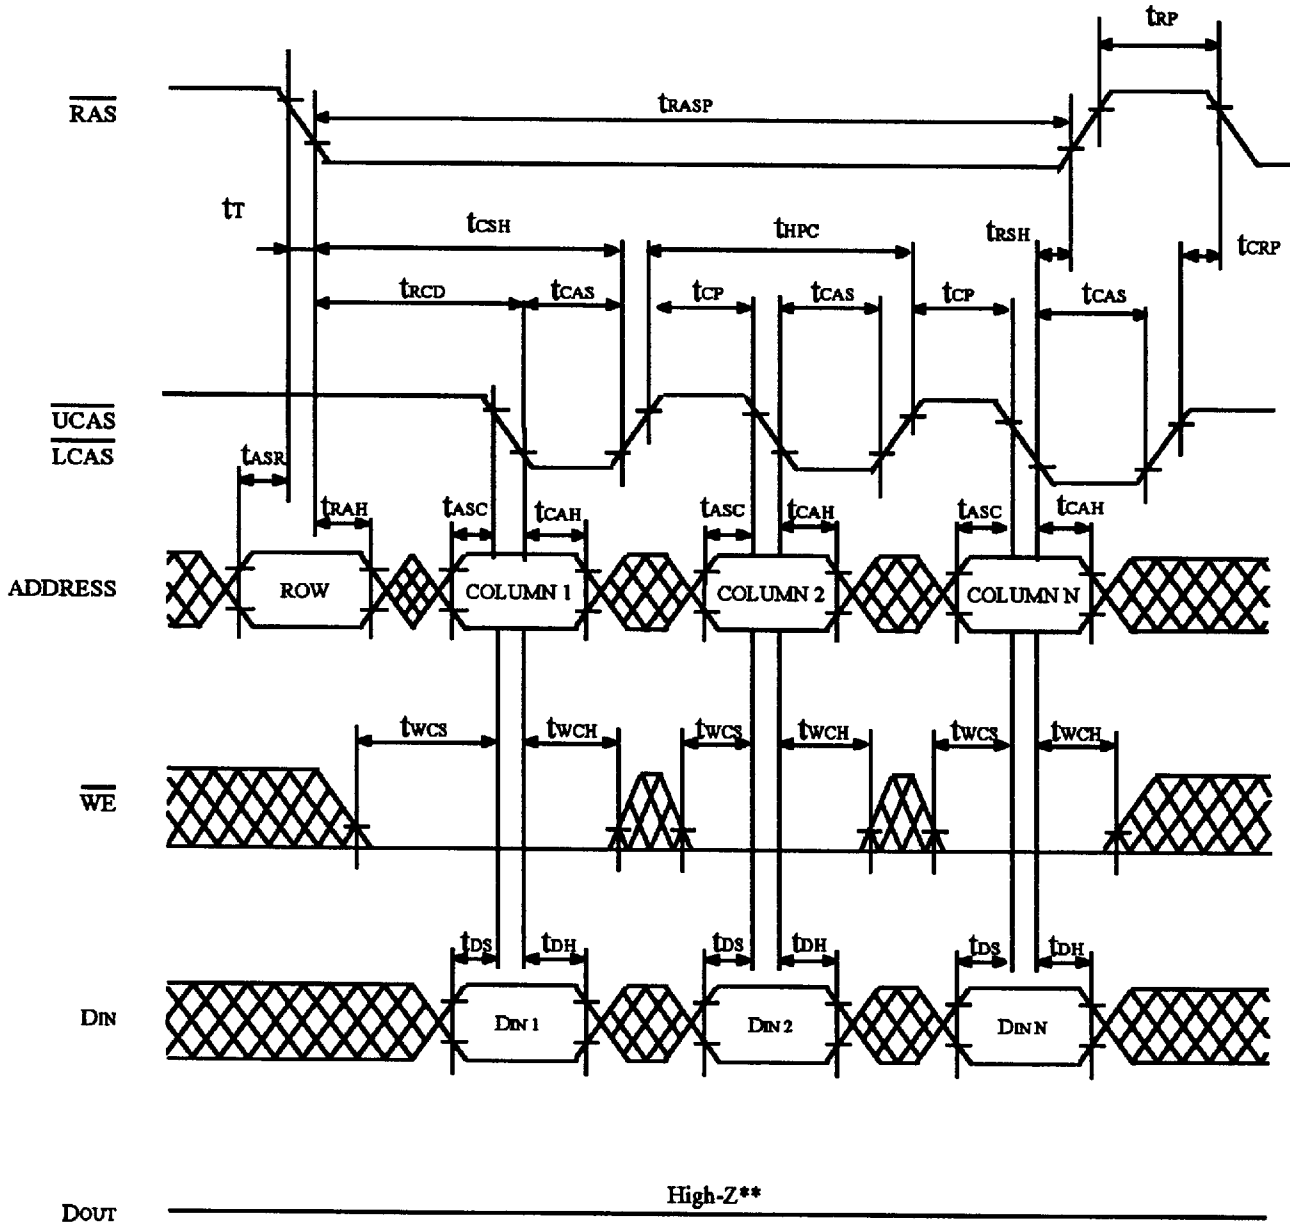 tRP
RAS
tRASP
tT
tCSH
tHPC
tRSH
tCRP
tRCD
tCAS
tCP
tCAS
tCP
tCAS
UCAS
LCAS
tASR
tRAH
tASC
tCAH
tASC
tCAH
tASC
tCAH
ADDRESS
ROW
COLUMN 1
COLUMN 2
COLUMN N
tWCS
tWCH
tWCS
tWCH
tWCS
tWCH
WE
tDS
tDH
tDS
tDH
tDS
tDH
DIN
DIN 1
DIN 2
DIN N
High-Z**
DOUT